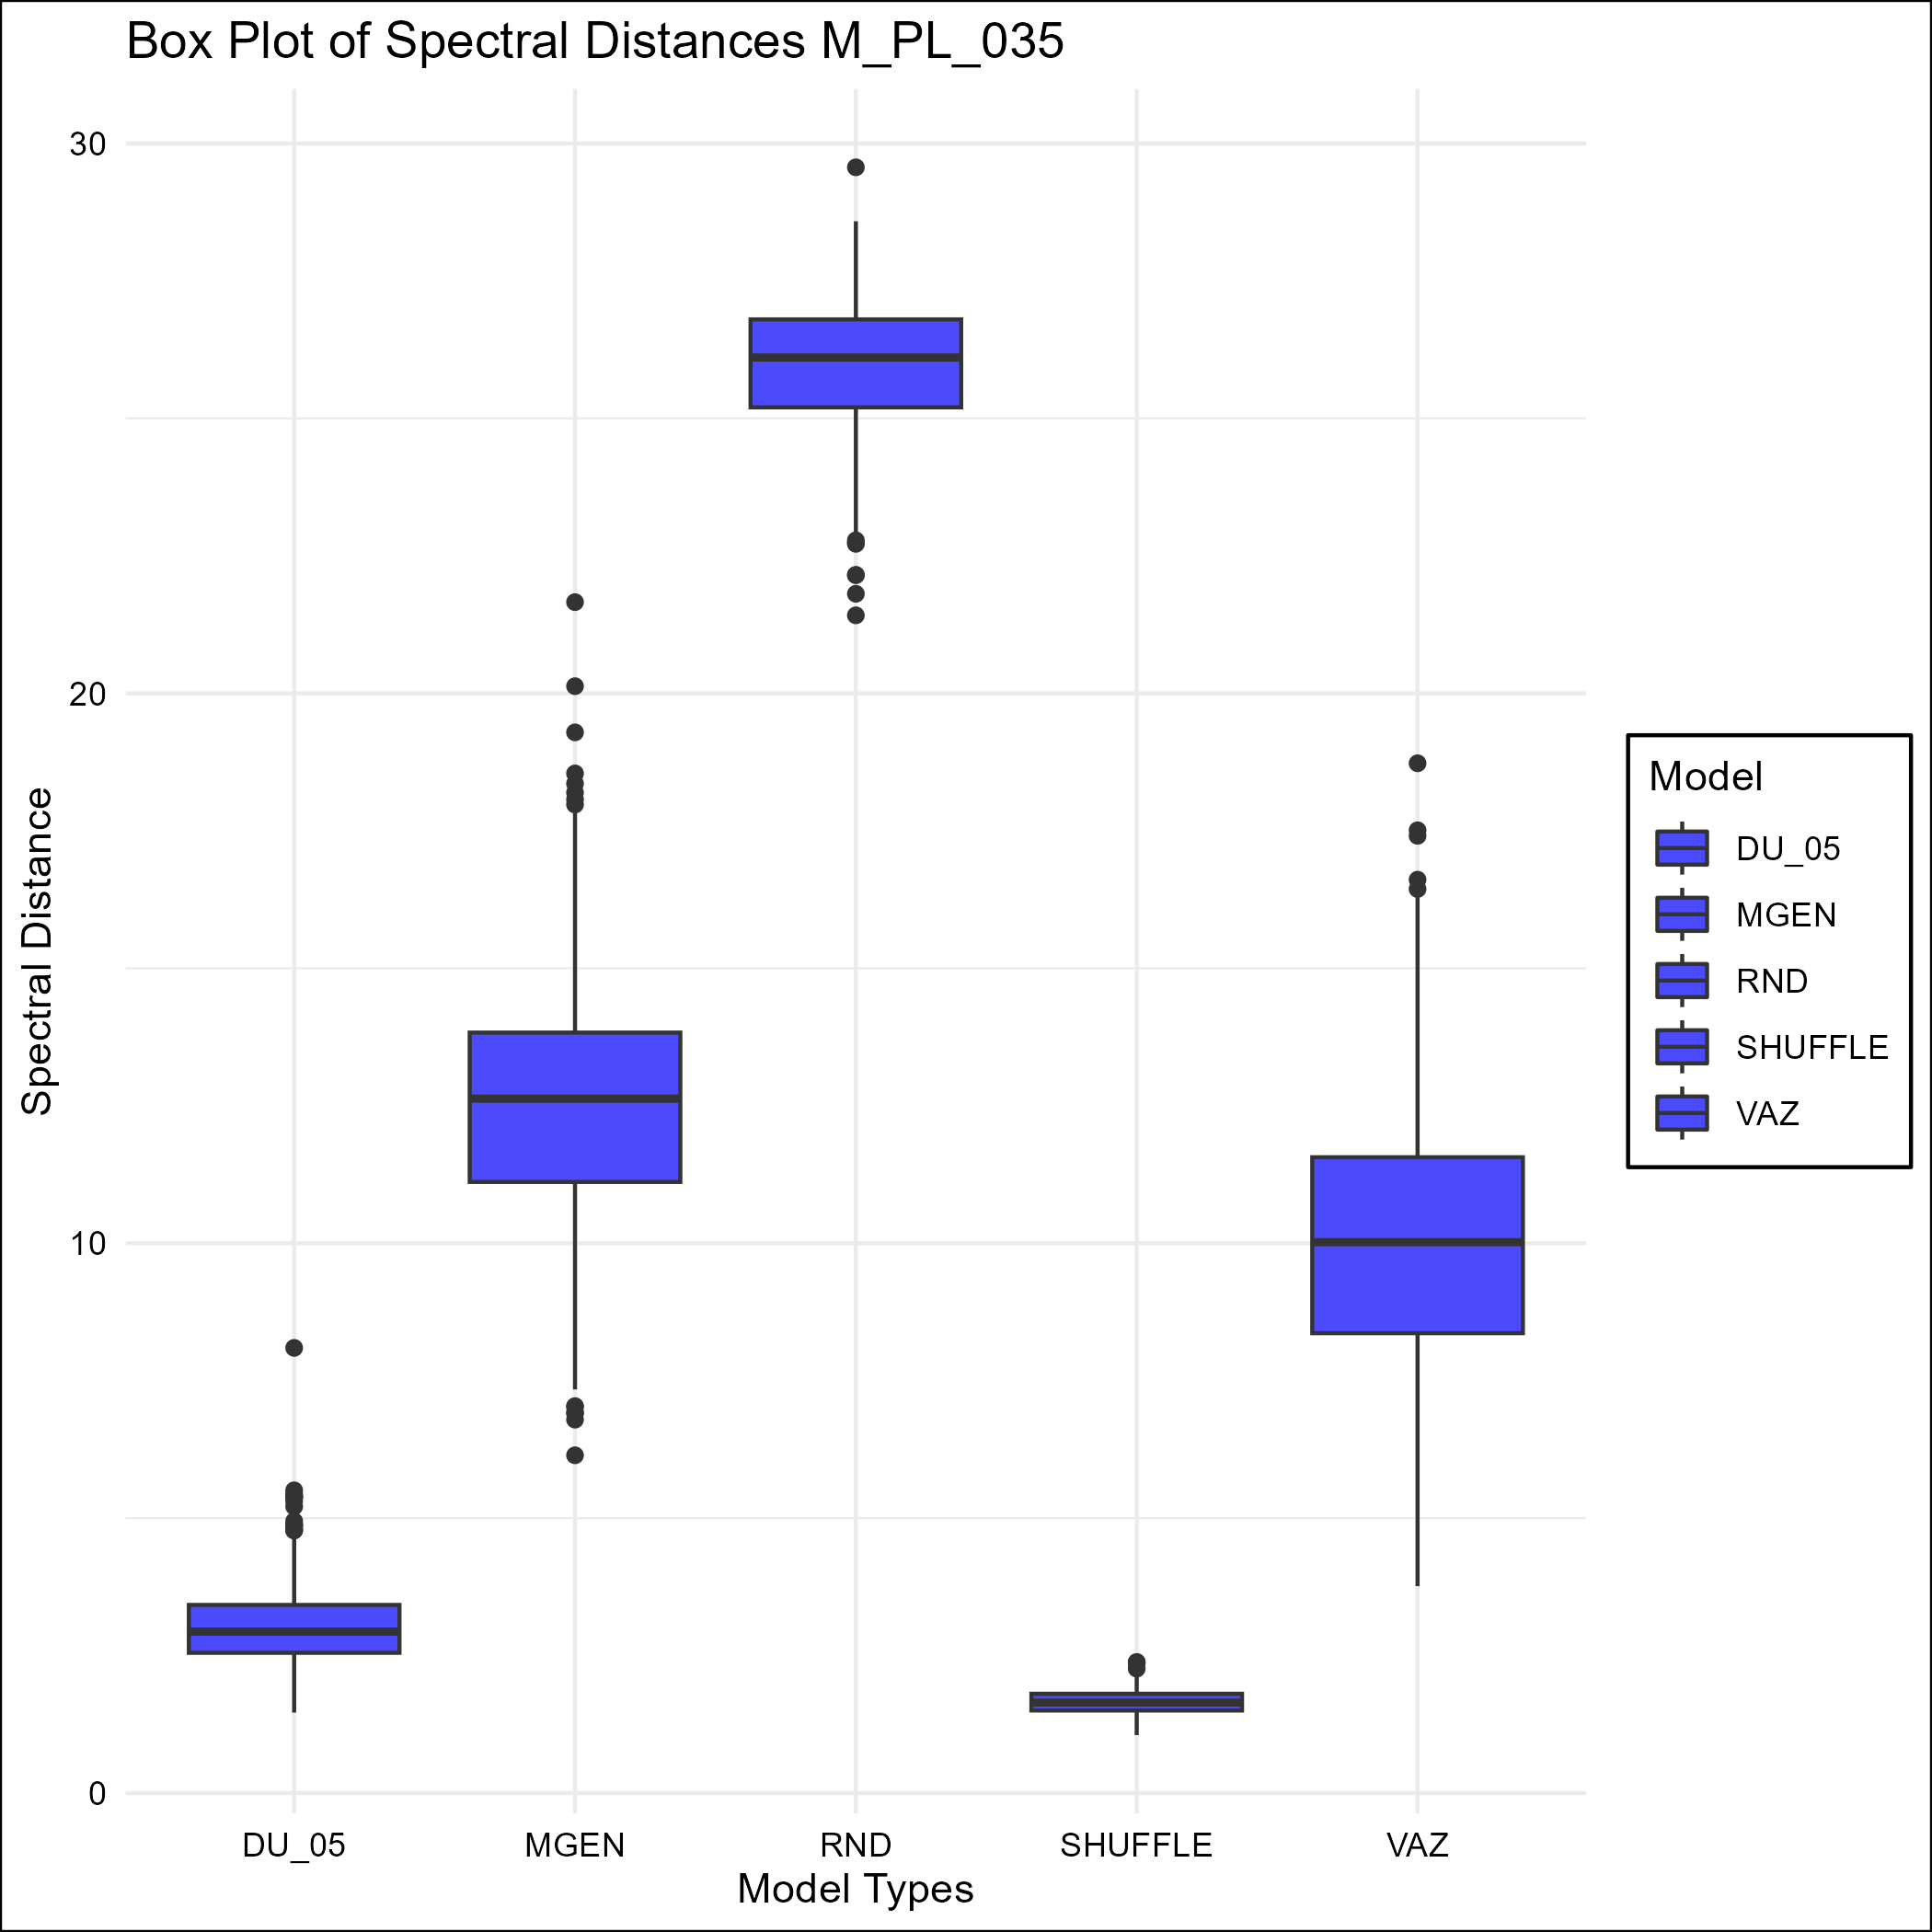 Box Plot of Spectral Distances M_PL_035
30
20
10
0
Spectral Distance
DU_05
MGEN
RND
SHUFFLE
VAZ
Model Types
Model
DU_05
MGEN
RND
SHUFFLE
VAZ